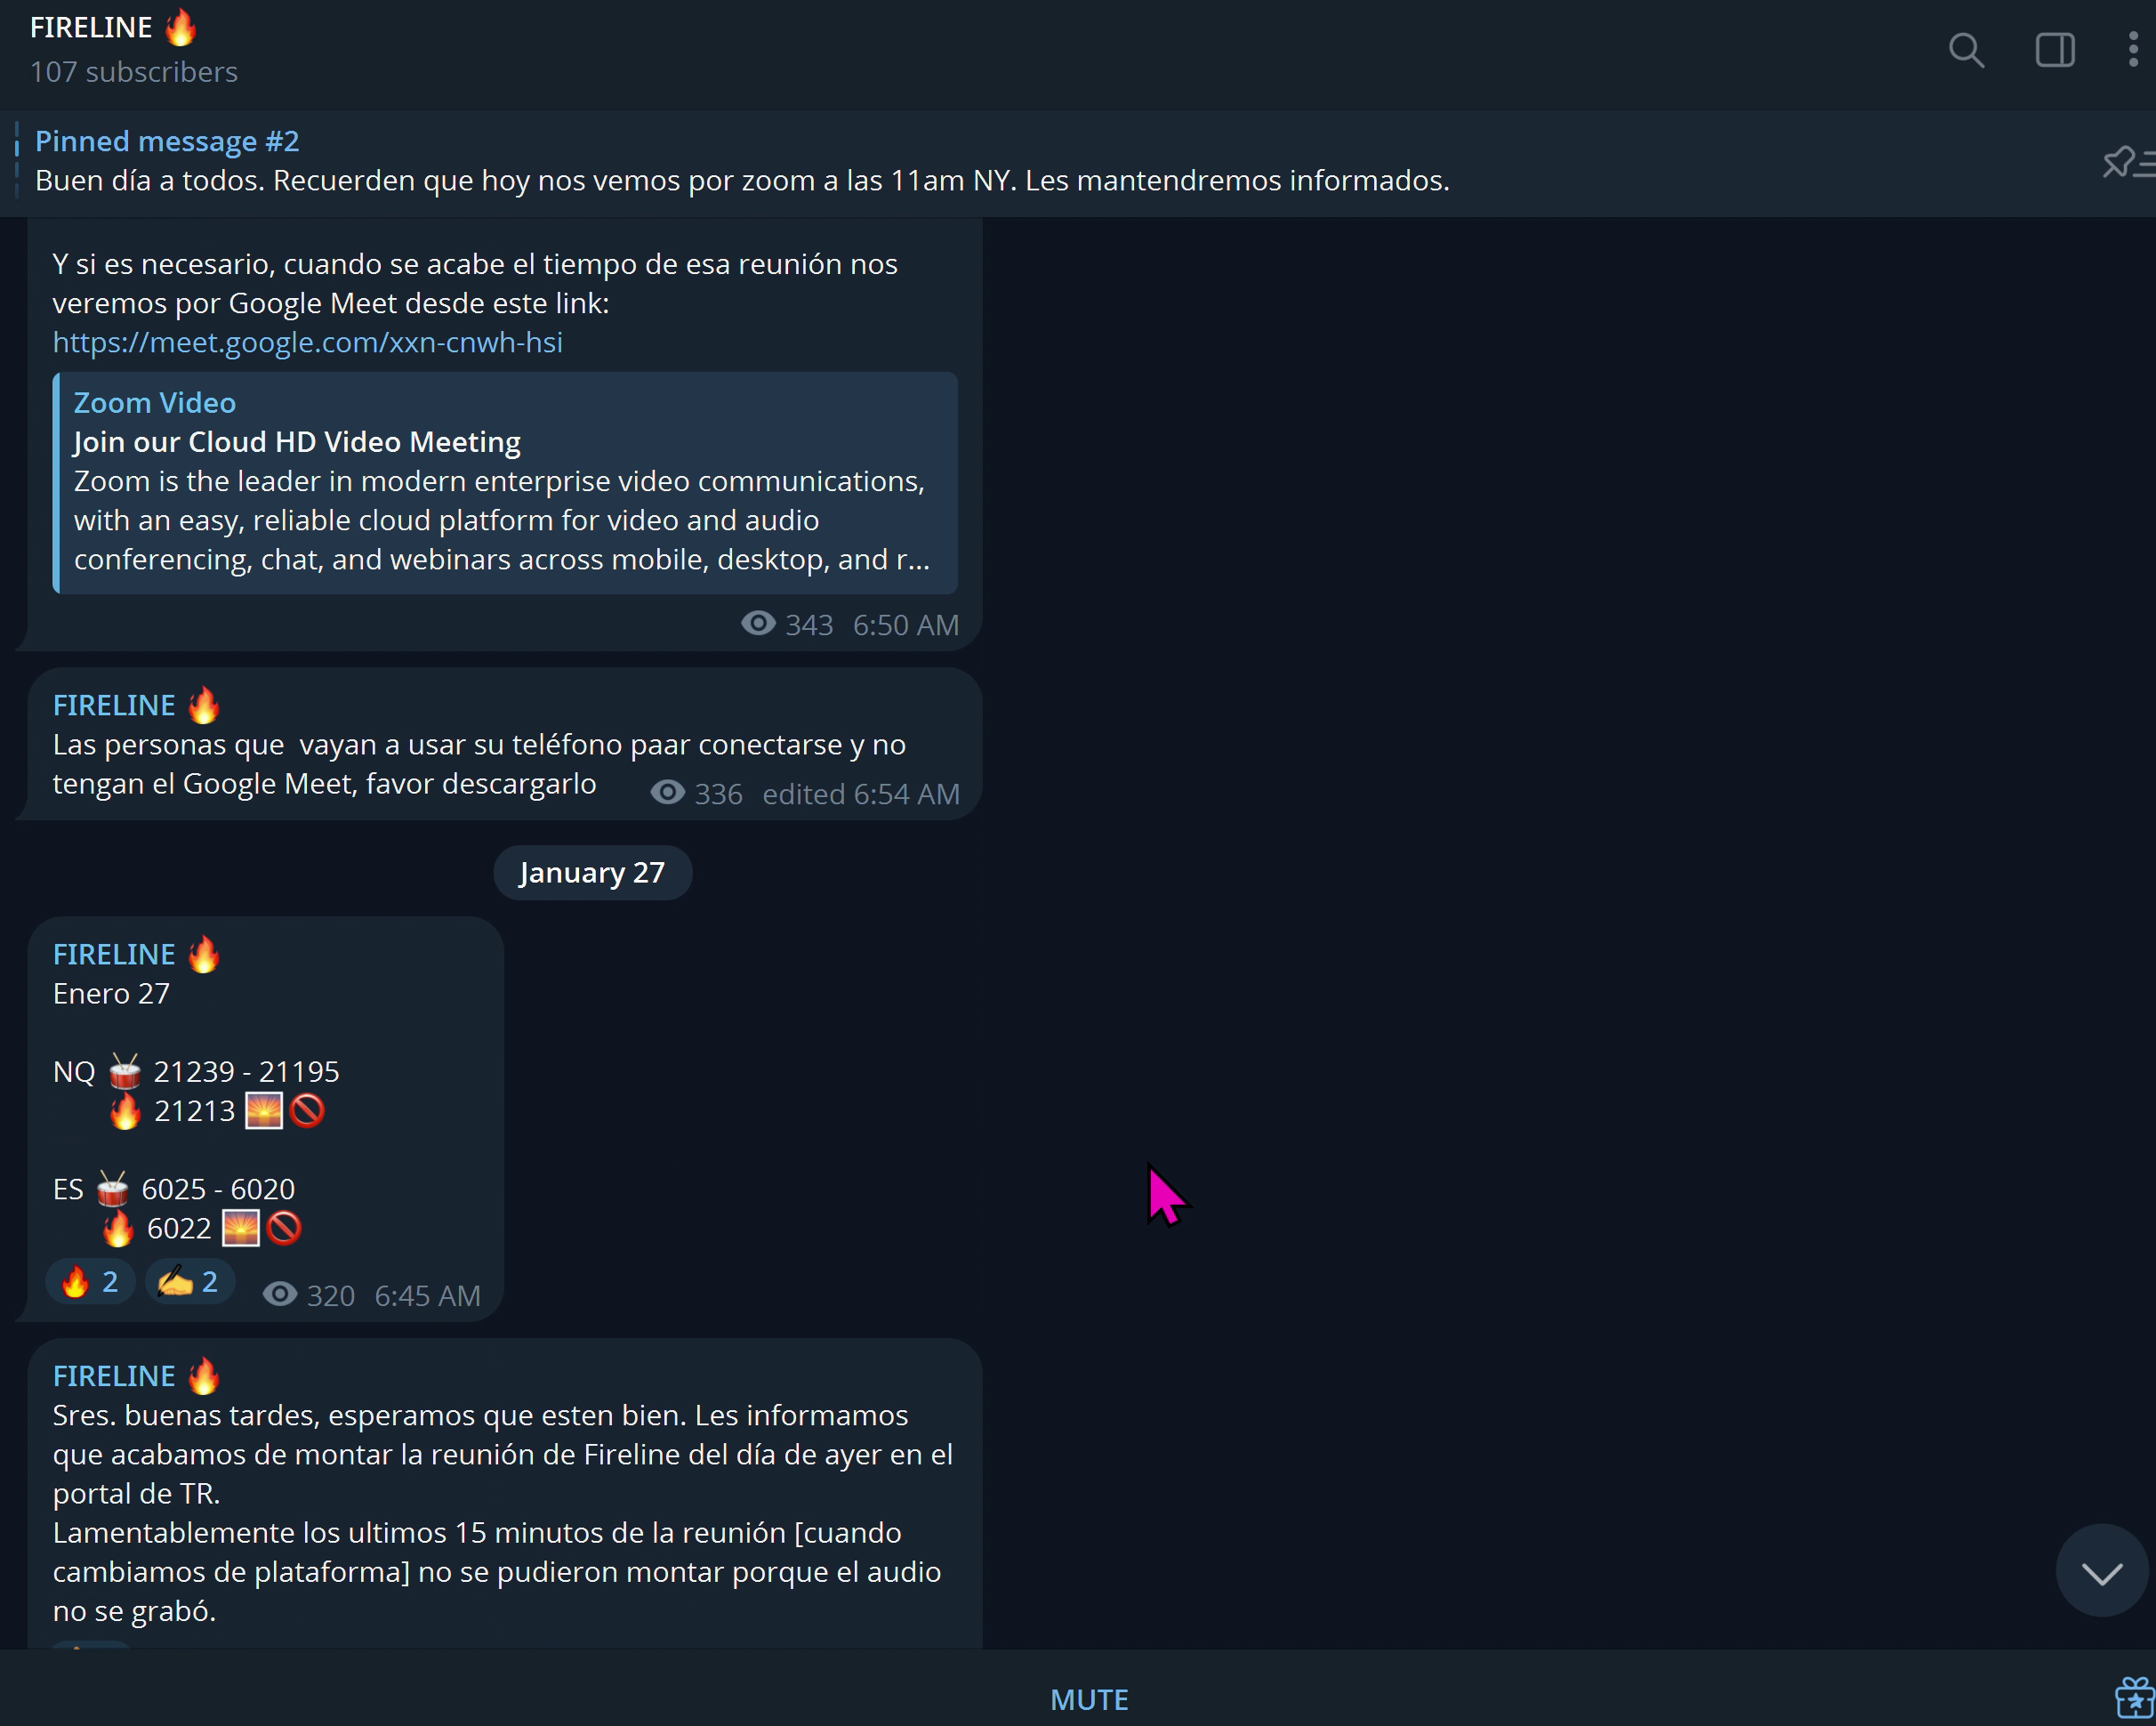 FIRELINE 🔥
107 subscribers
Pinned message #2
Buen día a todos. Recuerden que hoy nos vemos por zoom a las 11am NY. Les mantendremos informados.
Y si es necesario, cuando se acabe el tiempo de esa reunión nos
veremos por Google Meet desde este link:
https://meet.google.com/xxn-cnwh-hsi
Zoom Video
Join our Cloud HD Video Meeting
Zoom is the leader in modern enterprise video communications,
with an easy, reliable cloud platform for video and audio
conferencing, chat, and webinars across mobile, desktop, and r...
343 6:50 AM
FIRELINE 🔥
Las personas que  vayan a usar su teléfono paar conectarse y no
tengan el Google Meet, favor descargarlo
336 edited 6:54 AM
January 27
FIRELINE 🔥
Enero 27
NQ 🥁 21239 - 21195
🔥 21213 🌅🚫
ES 🥁 6025 - 6020
🔥 6022 🌅🚫
🔥 2 ✍️ 2 320 6:45 AM
FIRELINE 🔥
Sres. buenas tardes, esperamos que esten bien. Les informamos
que acabamos de montar la reunión de Fireline del día de ayer en el
portal de TR.
Lamentablemente los ultimos 15 minutos de la reunión [cuando
cambiamos de plataforma] no se pudieron montar porque el audio
no se grabó.
MUTE